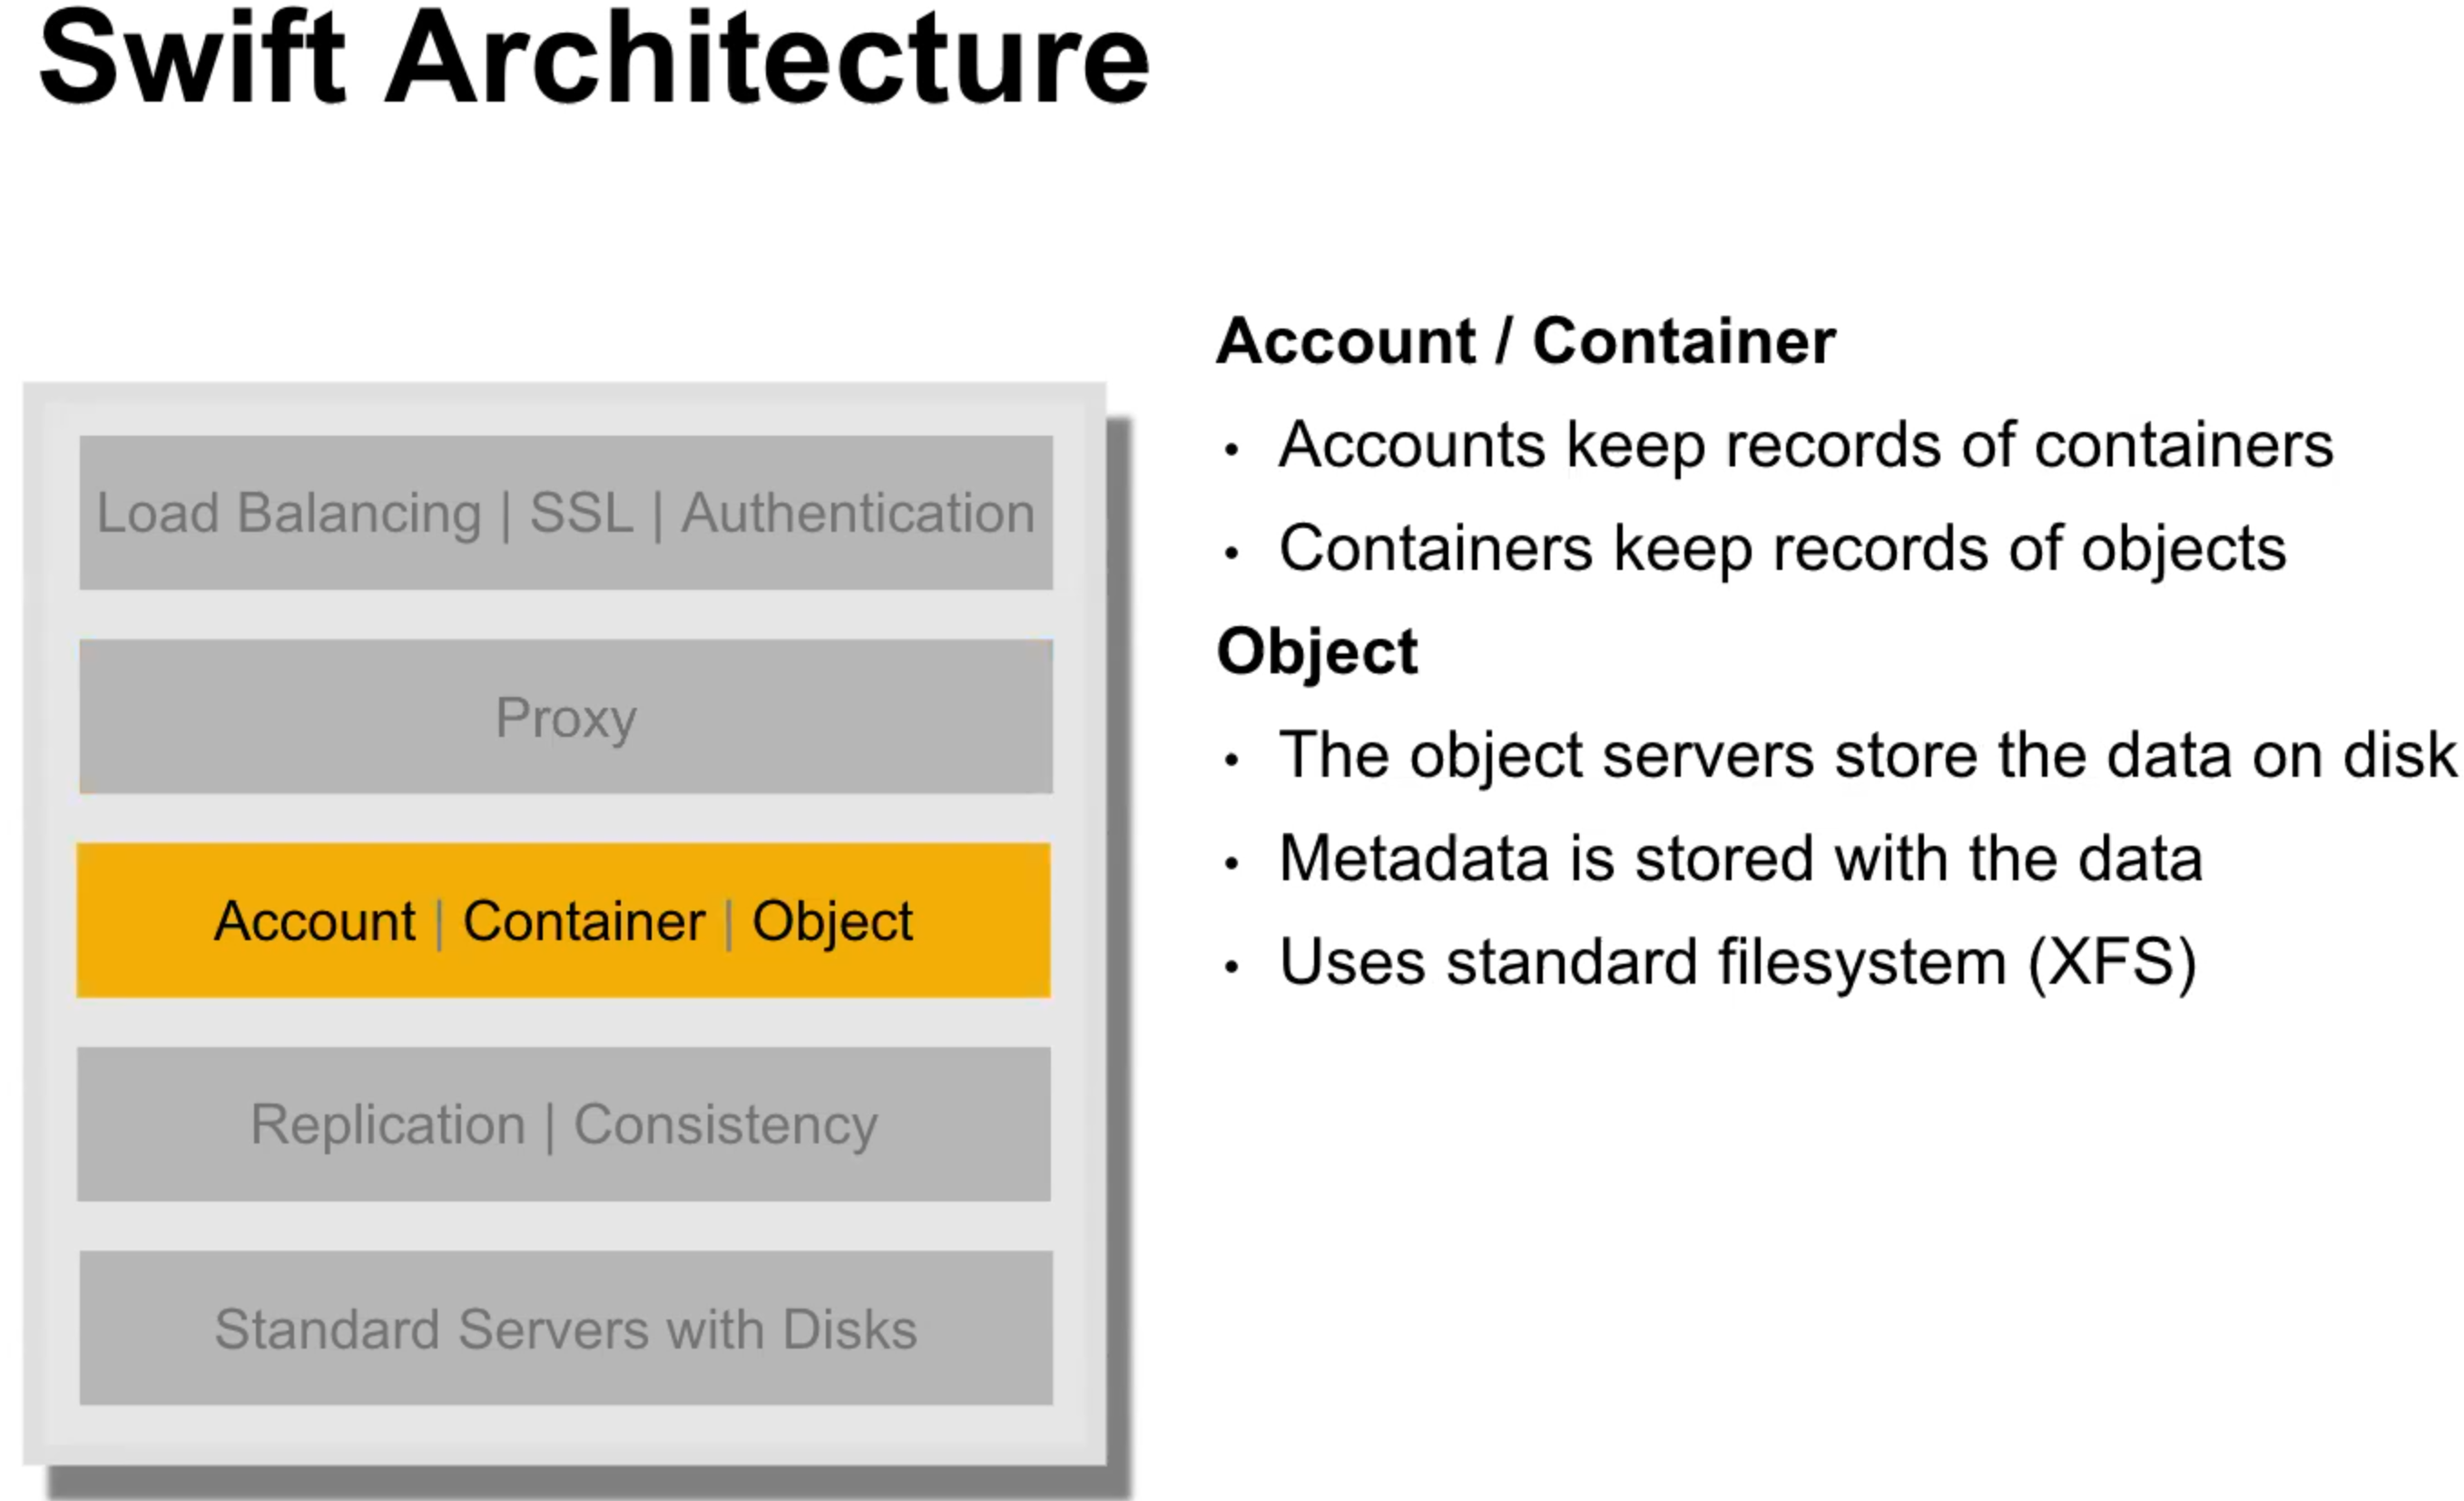 Swift Architecture
Load Balancing | SSL | Authentication
Proxy
Account | Container | Object
Replication | Consistency
Standard Servers with Disks
Account / Container
• Accounts keep records of containers
• Containers keep records of objects
Object
• The object servers store the data on disk
• Metadata is stored with the data
• Uses standard filesystem (XFS)